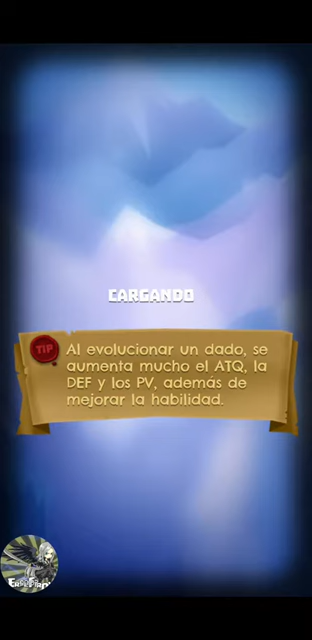 CARGANDO
TIP
Al evolucionar un dado, se
aumenta mucho el ATQ, la
DEF y los PV, además de
mejorar la habilidad.